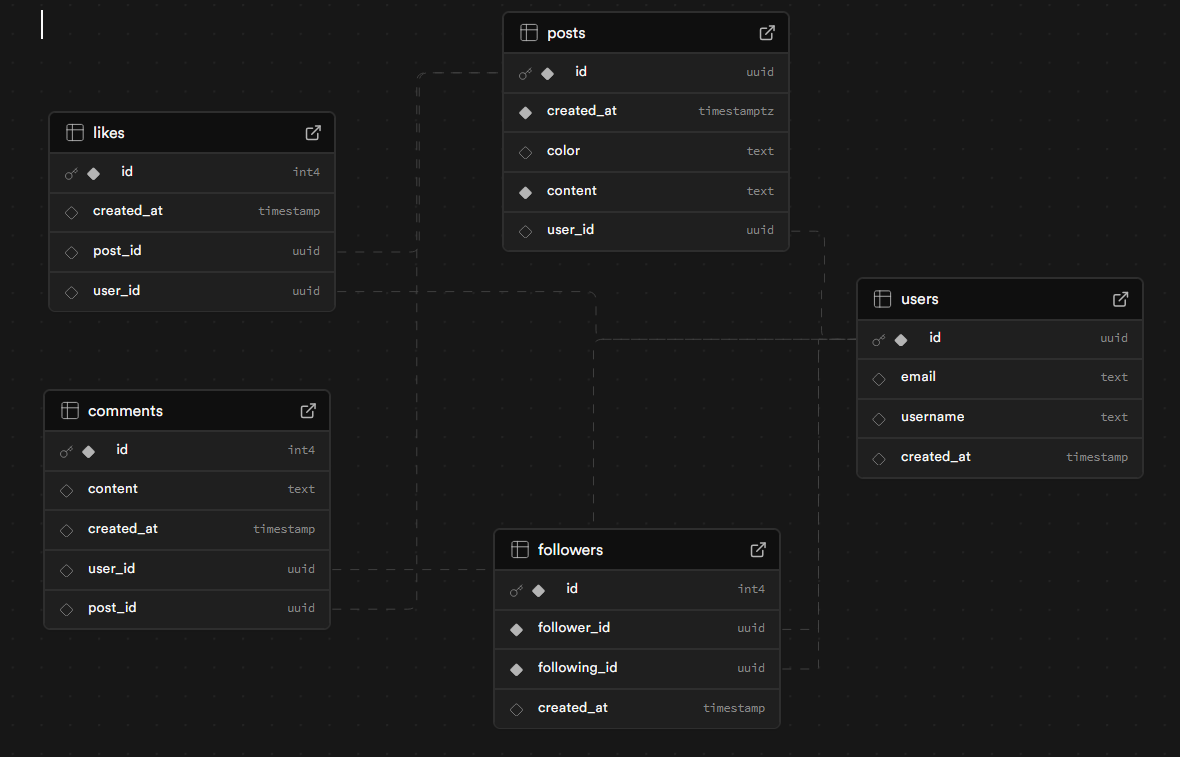 posts
id uuid
created_at timestamptz
color text
content text
user_id uuid
likes
id int4
created_at timestamp
post_id uuid
user_id uuid
users
id uuid
email text
username text
created_at timestamp
comments
id int4
content text
created_at timestamp
user_id uuid
post_id uuid
followers
id int4
follower_id uuid
following_id uuid
created_at timestamp